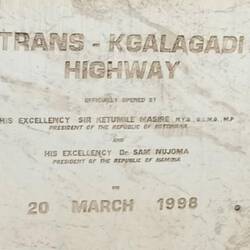 TRANS - KGALAGADI
HIGHWAY
OFFICIALLY OPENED BY
HIS EXCELLENCY SIR KETUMILE MASIRE M.Y.G., G.C.M.G., MP
PRESIDENT OF THE REPUBLIC OF BOTSWANA
AND
HIS EXCELLENCY Dr SAM NUJOMA
PRESIDENT OF THE REPUBLIC OF NAMIBIA
ON
20 MARCH 1998